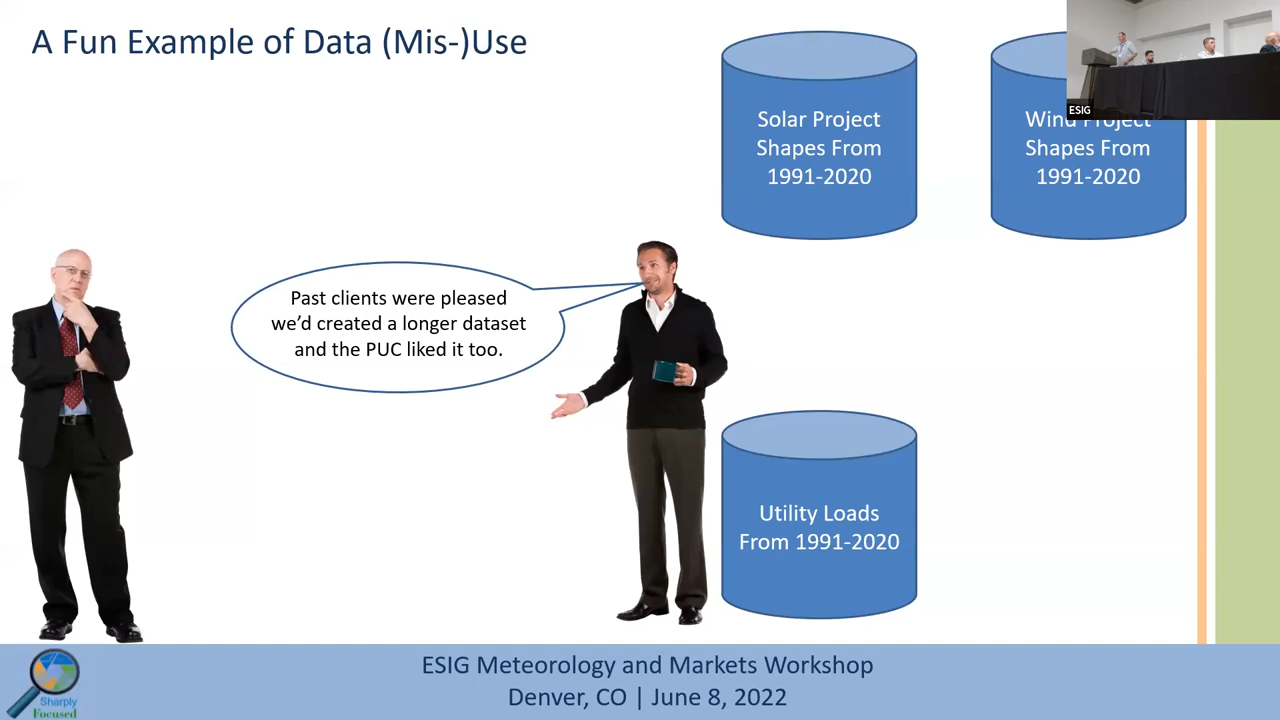 A Fun Example of Data (Mis-)Use
Solar Project
Shapes From
1991-2020
ESIG
Wind Project
Shapes From
1991-2020
Past clients were pleased
we’d created a longer dataset
and the PUC liked it too.
Utility Loads
From 1991-2020
ESIG Meteorology and Markets Workshop
Denver, CO | June 8, 2022
Sharply
Focused